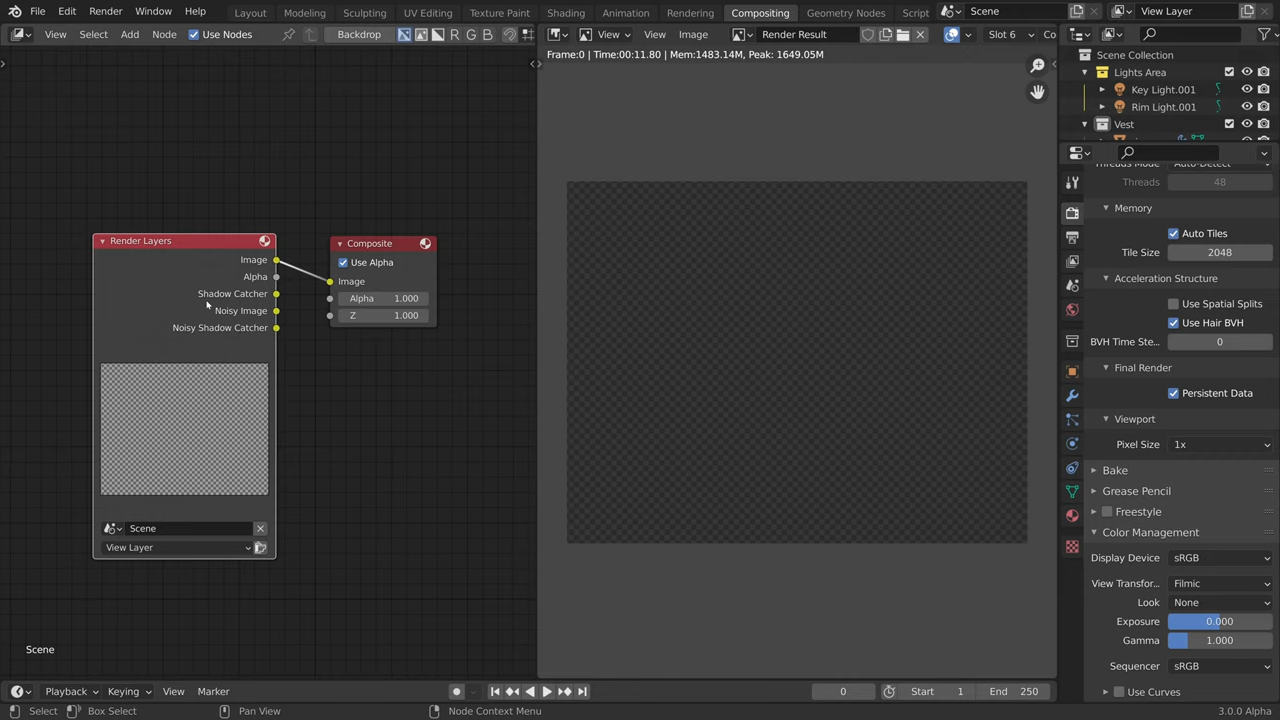 File Edit Render Window Help Layout Modeling Sculpting UV Editing Texture Paint Shading Animation Rendering Compositing Geometry Nodes Script Scene View Layer
View Select Add Node Use Nodes Backdrop R G B View View Image Render Result Slot 6 Co
Frame:0 | Time:00:11.80 | Mem:1483.14M, Peak: 1649.05M
Scene Collection
Lights Area
Key Light.001
Rim Light.001
Vest
Render Layers
Image
Alpha
Shadow Catcher
Noisy Image
Noisy Shadow Catcher
Scene
View Layer
Composite
Use Alpha
Image
Alpha 1.000
Z 1.000
Threads Mode Auto-Detect
Threads 48
Memory
Auto Tiles
Tile Size 2048
Acceleration Structure
Use Spatial Splits
Use Hair BVH
BVH Time Ste... 0
Final Render
Persistent Data
Viewport
Pixel Size 1x
Bake
Grease Pencil
Freestyle
Color Management
Display Device sRGB
View Transfor... Filmic
Look None
Exposure 0.000
Gamma 1.000
Sequencer sRGB
Use Curves
Scene
Playback Keying View Marker 0 Start 1 End 250
Select Box Select Pan View Node Context Menu 3.0.0 Alpha